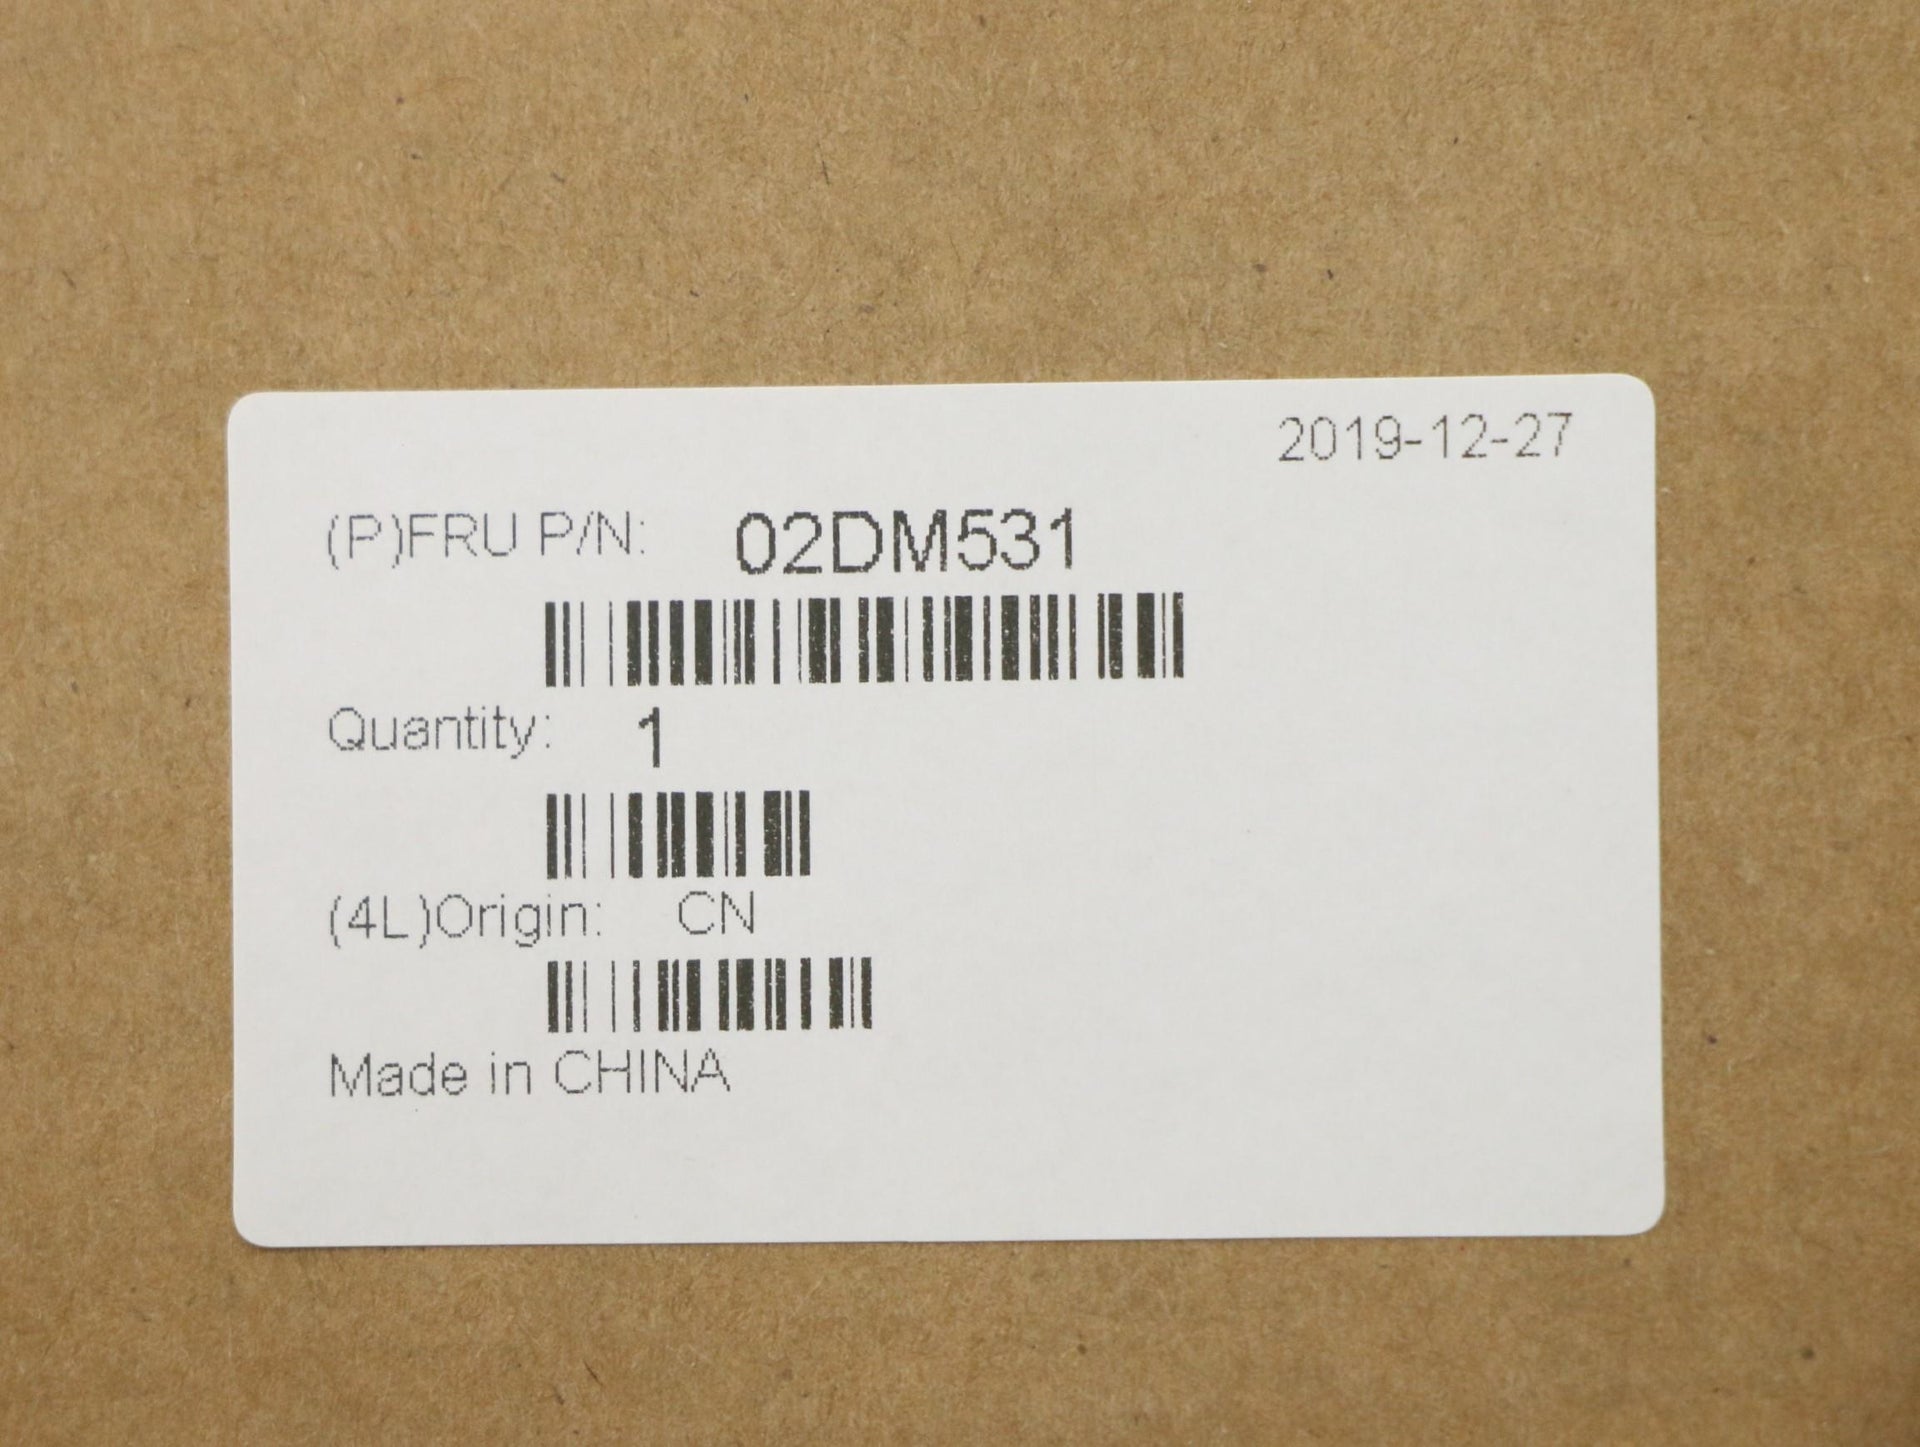 2019-12-27
(P)FRU P/N: 02DM531
Quantity: 1
(4L)Origin: CN
Made in CHINA